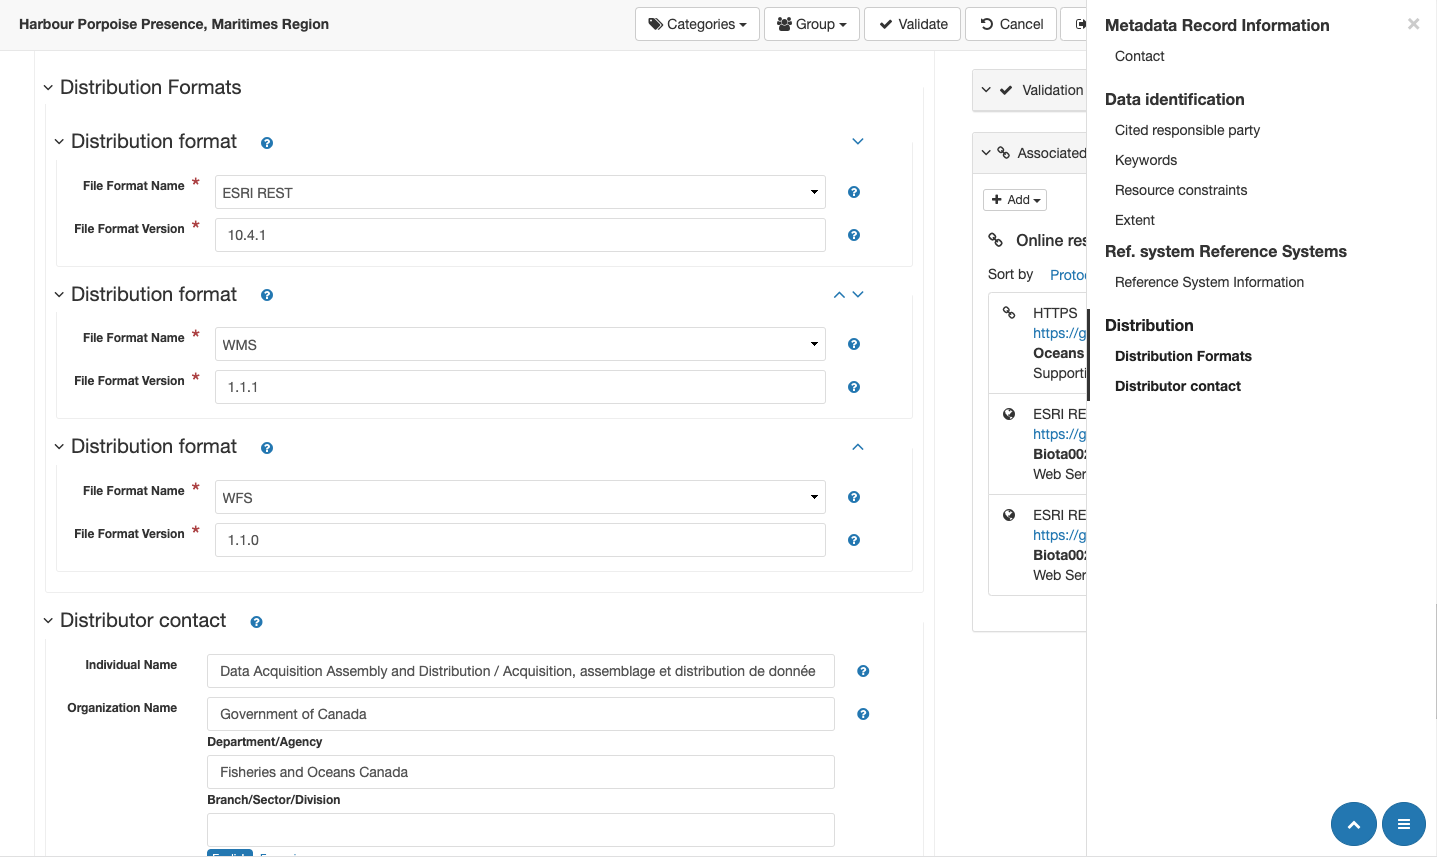 Harbour Porpoise Presence, Maritimes Region
Categories
Group
Validate
Cancel
Distribution Formats
Distribution format
File Format Name *
ESRI REST
File Format Version *
10.4.1
Distribution format
File Format Name *
WMS
File Format Version *
1.1.1
Distribution format
File Format Name *
WFS
File Format Version *
1.1.0
Distributor contact
Individual Name
Data Acquisition Assembly and Distribution / Acquisition, assemblage et distribution de donnée
Organization Name
Government of Canada
Department/Agency
Fisheries and Oceans Canada
Branch/Sector/Division
Validation
Associated
Add
Online res
Sort by Protoc
HTTPS
https://g
Oceans
Supporti
ESRI RE
https://g
Biota002
Web Ser
ESRI RE
https://g
Biota002
Web Ser
Metadata Record Information
Contact
Data identification
Cited responsible party
Keywords
Resource constraints
Extent
Ref. system Reference Systems
Reference System Information
Distribution
Distribution Formats
Distributor contact